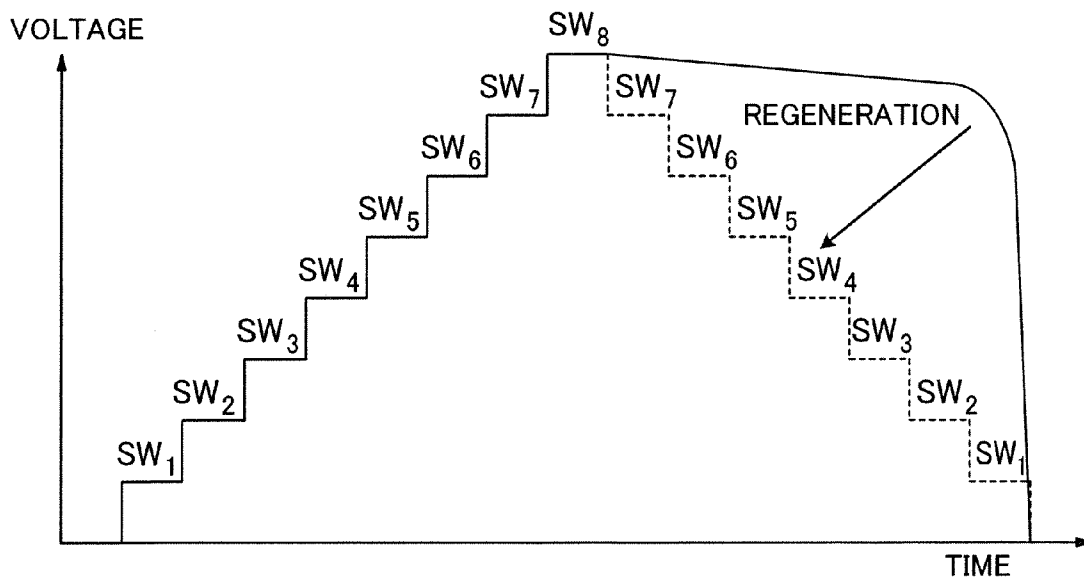 VOLTAGE
SW₈
SW₇
SW₇
REGENERATION
SW₆
SW₆
SW₅
SW₅
SW₄
SW₄
SW₃
SW₃
SW₂
SW₂
SW₁
SW₁
TIME